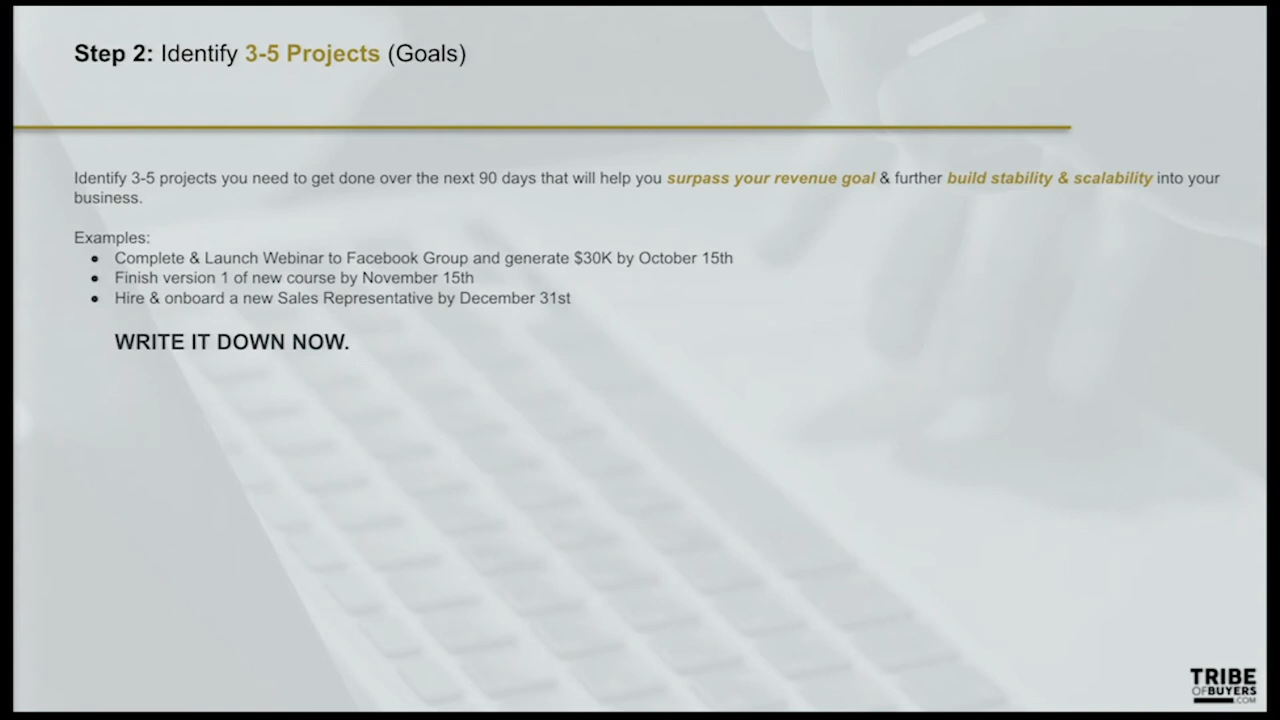 Step 2: Identify 3-5 Projects (Goals)
Identify 3-5 projects you need to get done over the next 90 days that will help you surpass your revenue goal & further build stability & scalability into your
business.
Examples:
• Complete & Launch Webinar to Facebook Group and generate $30K by October 15th
• Finish version 1 of new course by November 15th
• Hire & onboard a new Sales Representative by December 31st
WRITE IT DOWN NOW.
TRIBE
OFBUYERS
.COM